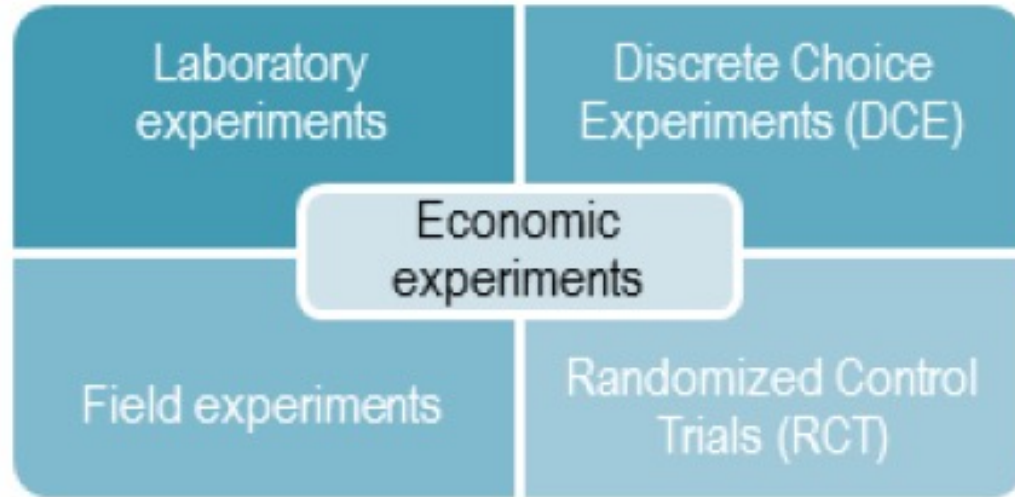 Laboratory
experiments
Discrete Choice
Experiments (DCE)
Economic
experiments
Field experiments
Randomized Control
Trials (RCT)